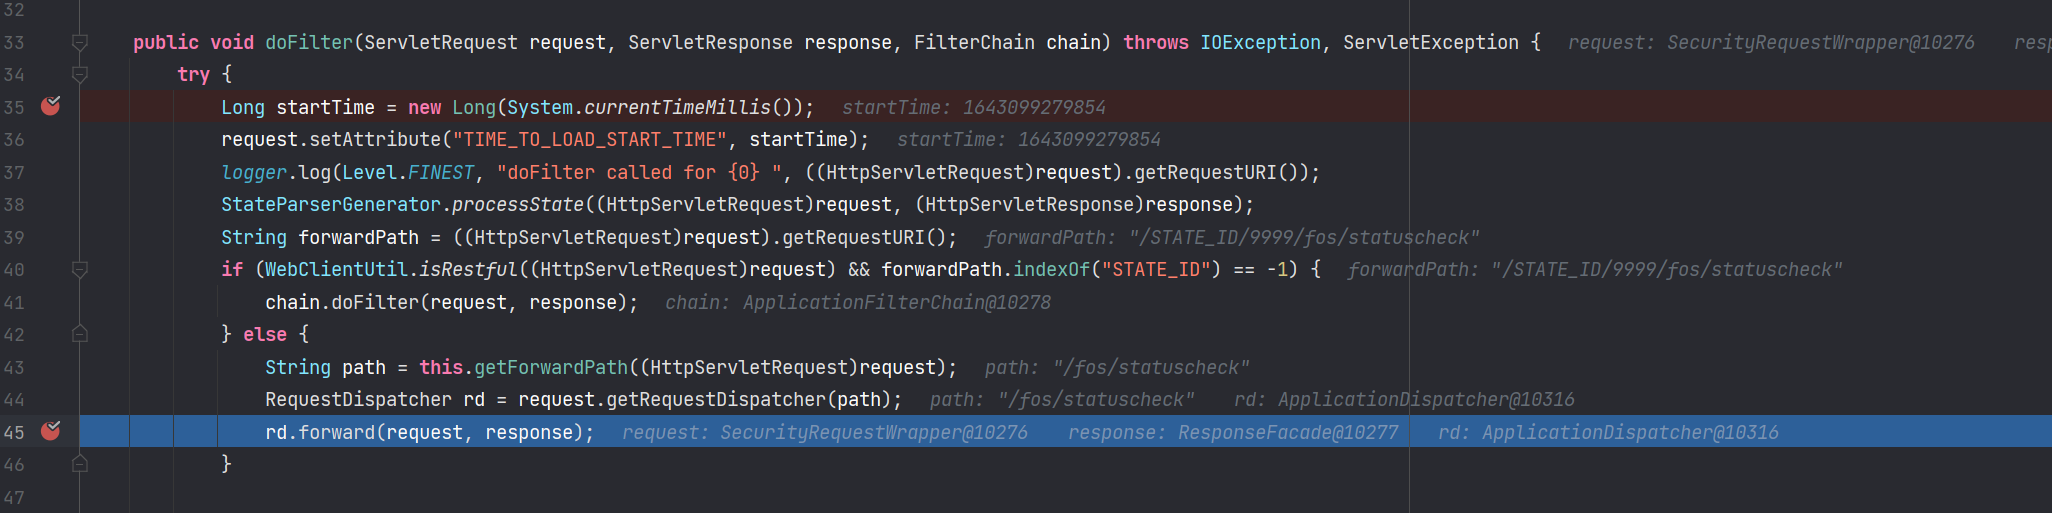 32
33 public void doFilter(ServletRequest request, ServletResponse response, FilterChain chain) throws IOException, ServletException { request: SecurityRequestWrapper@10276 resp
34 try {
35 Long startTime = new Long(System.currentTimeMillis()); startTime: 1643099279854
36 request.setAttribute("TIME_TO_LOAD_START_TIME", startTime); startTime: 1643099279854
37 logger.log(Level.FINEST, "doFilter called for {0} ", ((HttpServletRequest)request).getRequestURI());
38 StateParserGenerator.processState((HttpServletRequest)request, (HttpServletResponse)response);
39 String forwardPath = ((HttpServletRequest)request).getRequestURI(); forwardPath: "/STATE_ID/9999/fos/statuscheck"
40 if (WebClientUtil.isRestful((HttpServletRequest)request) && forwardPath.indexOf("STATE_ID") == -1) { forwardPath: "/STATE_ID/9999/fos/statuscheck"
41 chain.doFilter(request, response); chain: ApplicationFilterChain@10278
42 } else {
43 String path = this.getForwardPath((HttpServletRequest)request); path: "/fos/statuscheck"
44 RequestDispatcher rd = request.getRequestDispatcher(path); path: "/fos/statuscheck" rd: ApplicationDispatcher@10316
45 rd.forward(request, response); request: SecurityRequestWrapper@10276 response: ResponseFacade@10277 rd: ApplicationDispatcher@10316
46 }
47